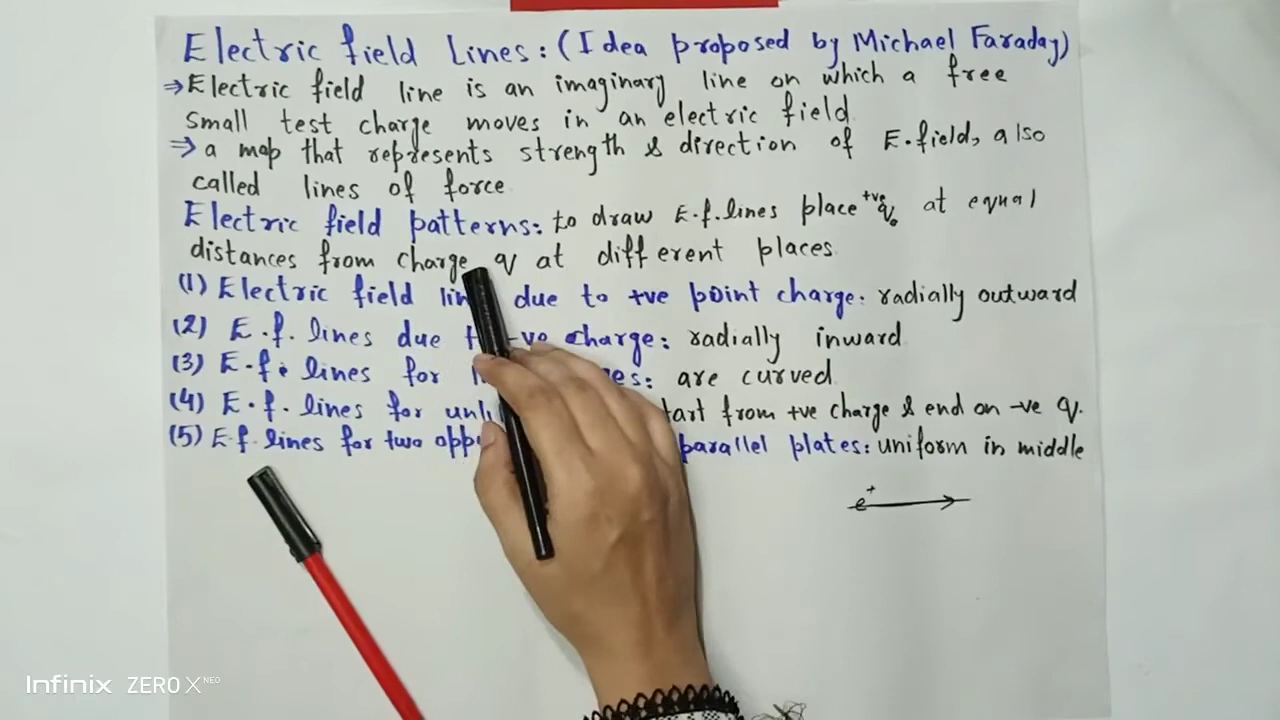 Electric field Lines: (Idea proposed by Michael Faraday)
⇒ Electric field line is an imaginary line on which a free
small test charge moves in an electric field
⇒ a map that represents strength & direction of E.field, also
called lines of force
Electric field patterns: to draw E.f.lines place +ve q₀ at equal
distances from charge q at different places
(1) Electric field due to +ve point charge: radially outward
(2) E.f. lines due -ve charge: radially inward
(3) E.f. lines for are curved
(4) E.f. lines for from +ve charge & end on -ve q.
(5) E.f. lines for two parallel plates: uniform in middle
e+
Infinix ZERO X NEO